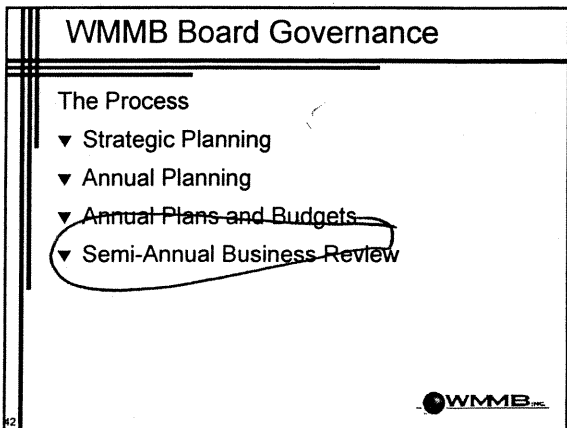 WMMB Board Governance
The Process
▼ Strategic Planning
▼ Annual Planning
▼ Annual Plans and Budgets
▼ Semi-Annual Business Review
WMMB INC.
42